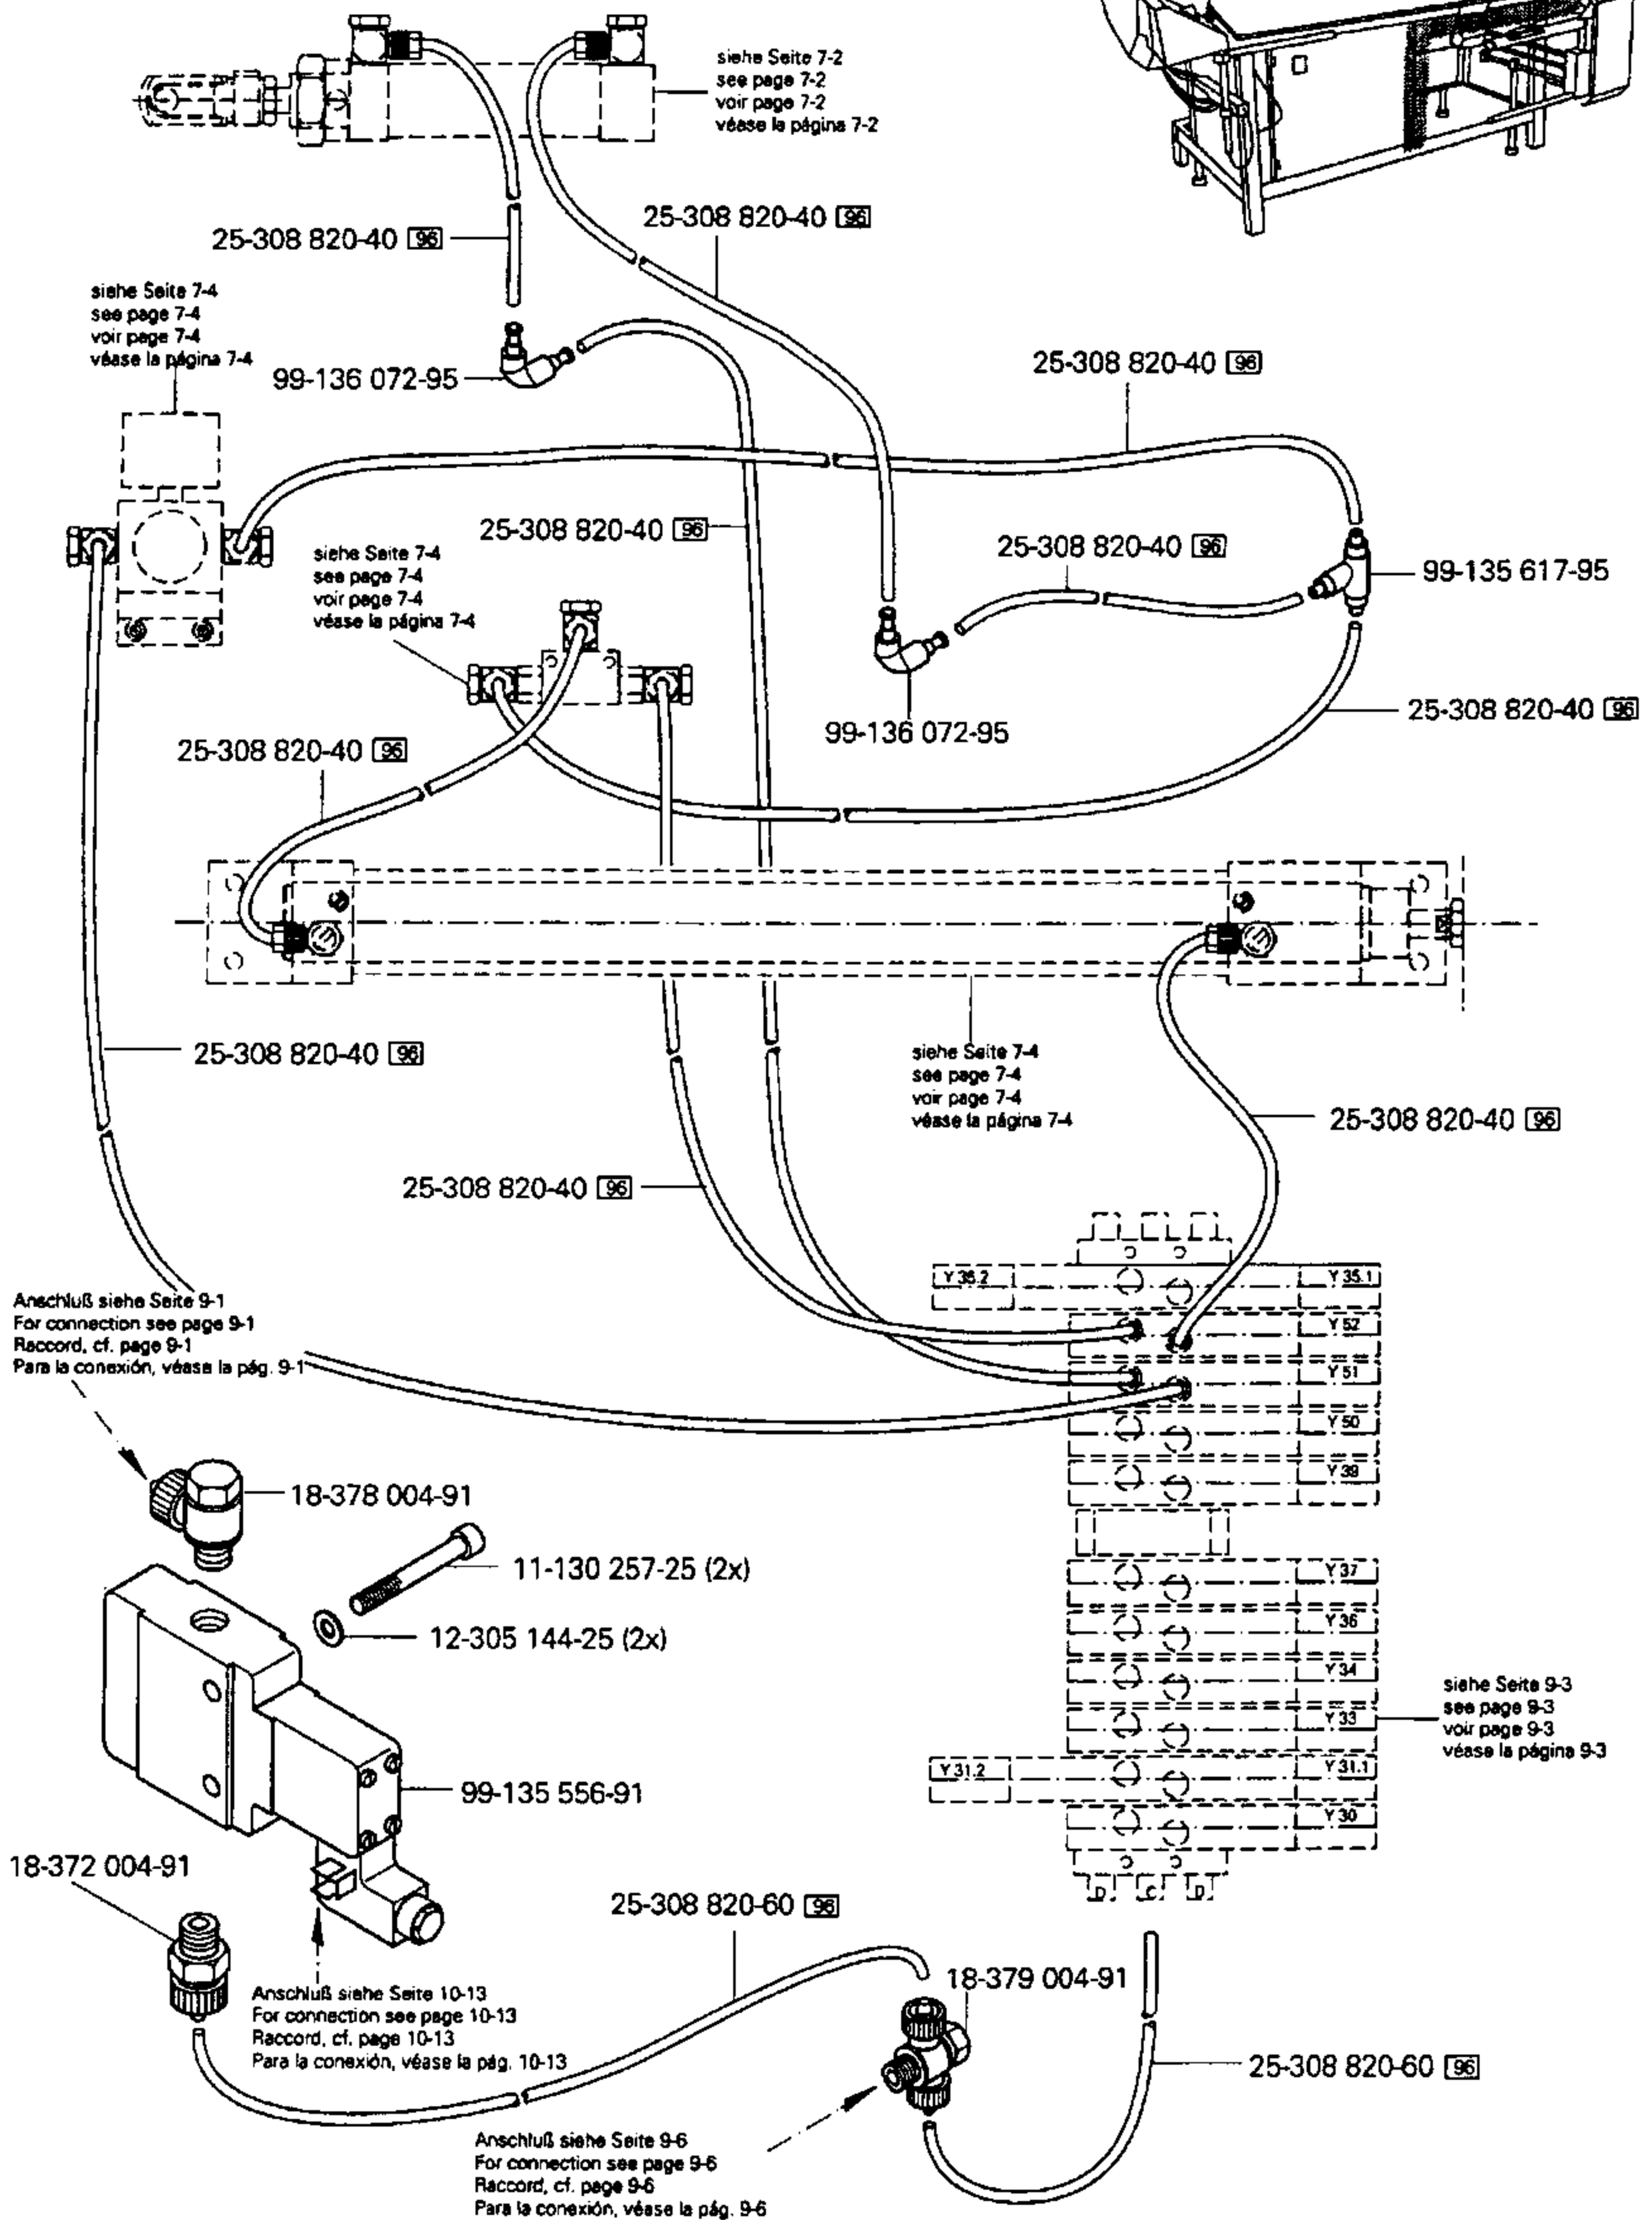 siehe Seite 7-2
see page 7-2
voir page 7-2
véase la página 7-2
25-308 820-40 96
25-308 820-40 96
siehe Seite 7-4
see page 7-4
voir page 7-4
véase la página 7-4
99-136 072-95
25-308 820-40 96
25-308 820-40 96
siehe Seite 7-4
see page 7-4
voir page 7-4
véase la página 7-4
25-308 820-40 96
99-135 617-95
99-136 072-95
25-308 820-40 96
25-308 820-40 96
25-308 820-40 96
siehe Seite 7-4
see page 7-4
voir page 7-4
véase la página 7-4
25-308 820-40 96
25-308 820-40 96
Y 35.2
Y 35.1
Y 52
Y 51
Y 50
Y 39
Anschluß siehe Seite 9-1
For connection see page 9-1
Raccord, cf. page 9-1
Para la conexión, véase la pág. 9-1
18-378 004-91
11-130 257-25 (2x)
12-305 144-25 (2x)
Y 37
Y 36
Y 34
Y 33
Y 31.2
Y 31.1
Y 30
D C D
siehe Seite 9-3
see page 9-3
voir page 9-3
véase la página 9-3
99-135 556-91
18-372 004-91
25-308 820-60 96
Anschluß siehe Seite 10-13
For connection see page 10-13
Raccord, cf. page 10-13
Para la conexión, véase la pág. 10-13
18-379 004-91
25-308 820-60 96
Anschluß siehe Seite 9-6
For connection see page 9-6
Raccord, cf. page 9-6
Para la conexión, véase la pág. 9-6